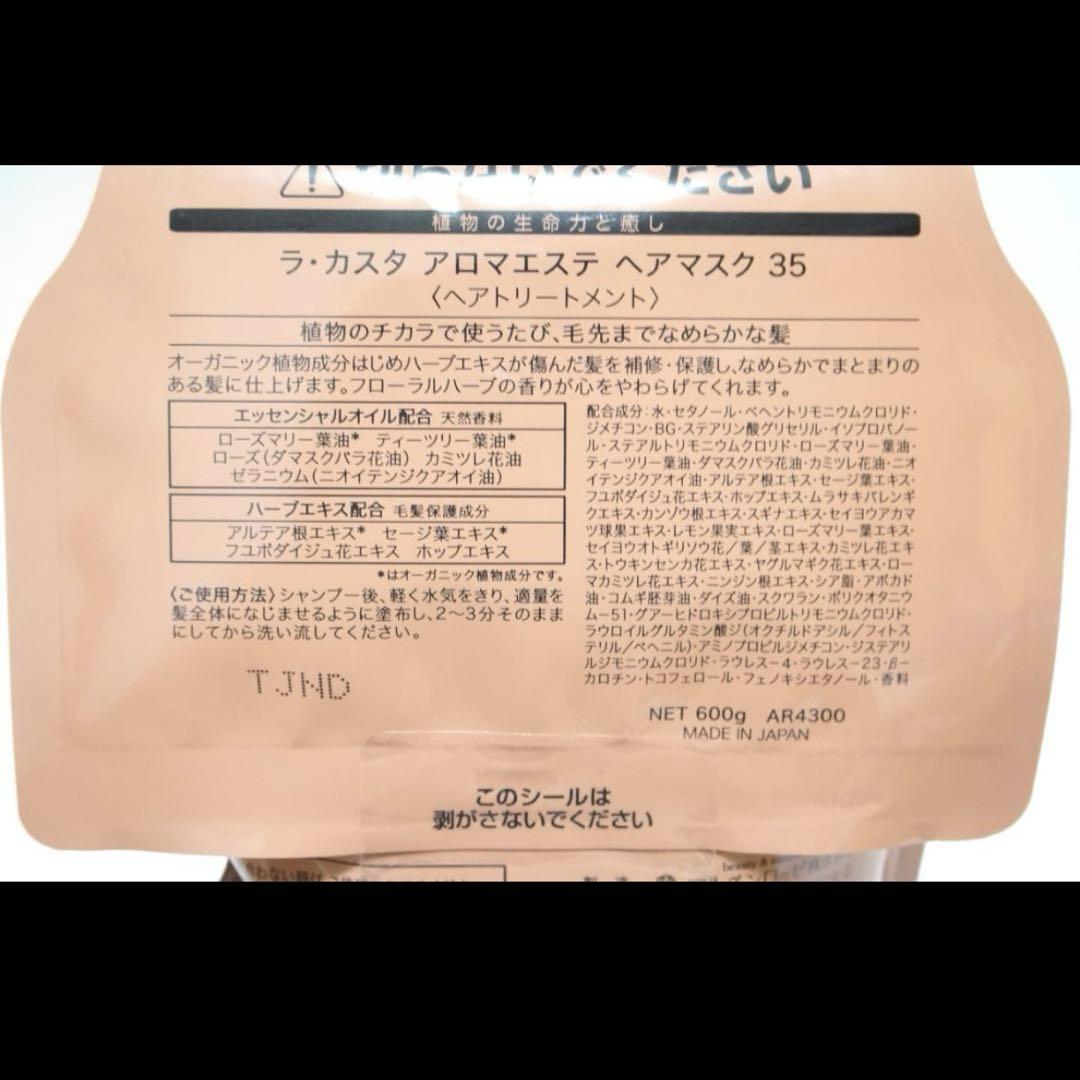 切らないでください
植物の生命力と癒し
ラ・カスタ アロマエステ ヘアマスク 35
〈ヘアトリートメント〉
植物のチカラで使うたび、毛先までなめらかな髪
オーガニック植物成分はじめハーブエキスが傷んだ髪を補修・保護し、なめらかでまとまりの
ある髪に仕上げます。フローラルハーブの香りが心をやわらげてくれます。
エッセンシャルオイル配合 天然香料
ローズマリー葉油* ティーツリー葉油*
ローズ(ダマスクバラ花油) カミツレ花油
ゼラニウム(ニオイテンジクアオイ油)
ハーブエキス配合 毛髪保護成分
アルテア根エキス* セージ葉エキス*
フユボダイジュ花エキス ホップエキス
*はオーガニック植物成分です。
〈ご使用方法〉シャンプー後、軽く水気をきり、適量を
髪全体になじませるように塗布し、2〜3分そのまま
にしてから洗い流してください。
TJND
配合成分:水・セタノール・ベヘントリモニウムクロリド・
ジメチコン・BG・ステアリン酸グリセリル・イソプロパノー
ル・ステアルトリモニウムクロリド・ローズマリー葉油・
ティーツリー葉油・ダマスクバラ花油・カミツレ花油・ニオ
イテンジクアオイ油・アルテア根エキス・セージ葉エキス・
フユボダイジュ花エキス・ホップエキス・ムラサキバレンギ
クエキス・カンゾウ根エキス・スギナエキス・セイヨウアカマ
ツ球果エキス・レモン果実エキス・ローズマリー葉エキス・
セイヨウオトギリソウ花/葉/茎エキス・カミツレ花エキ
ス・トウキンセンカ花エキス・ヤグルマギク花エキス・ロー
マカミツレ花エキス・ニンジン根エキス・シア脂・アボカド
油・コムギ胚芽油・ダイズ油・スクワラン・ポリクオタニウ
ム-51・グアーヒドロキシプロピルトリモニウムクロリド・
ラウロイルグルタミン酸ジ(オクチルドデシル/フィトス
テリル/ベヘニル)・アミノプロピルジメチコン・ジステアリ
ルジモニウムクロリド・ラウレス-4・ラウレス-23・β-
カロチン・トコフェロール・フェノキシエタノール・香料
NET 600g AR4300
MADE IN JAPAN
このシールは
剥がさないでください
beauty &